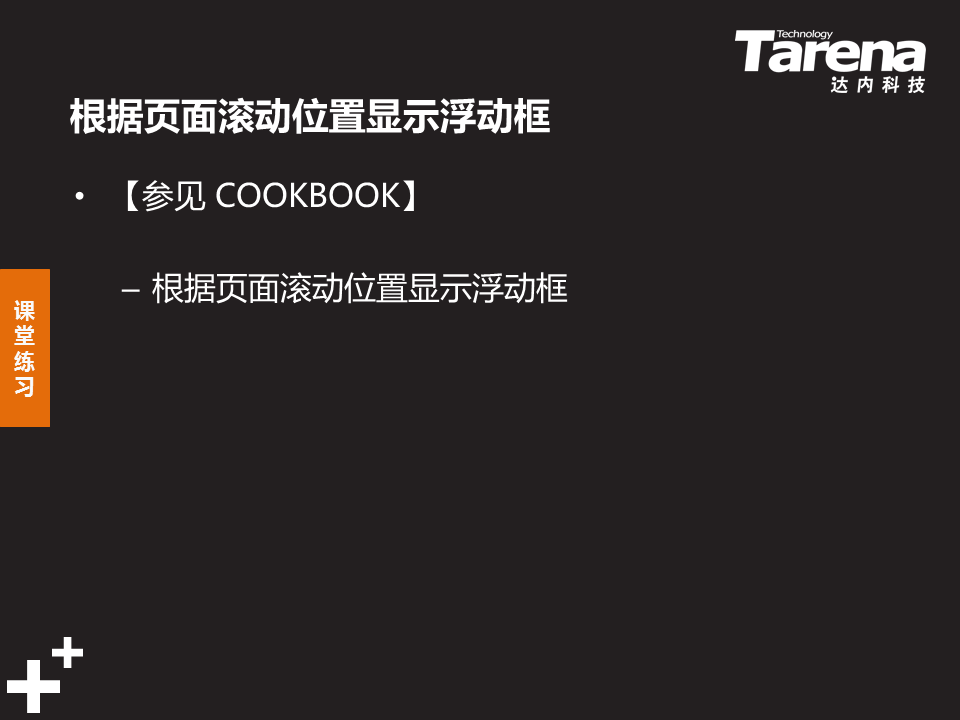 Technology
Tarena
达内科技
根据页面滚动位置显示浮动框
• 【参见 COOKBOOK】
– 根据页面滚动位置显示浮动框
课
堂
练
习